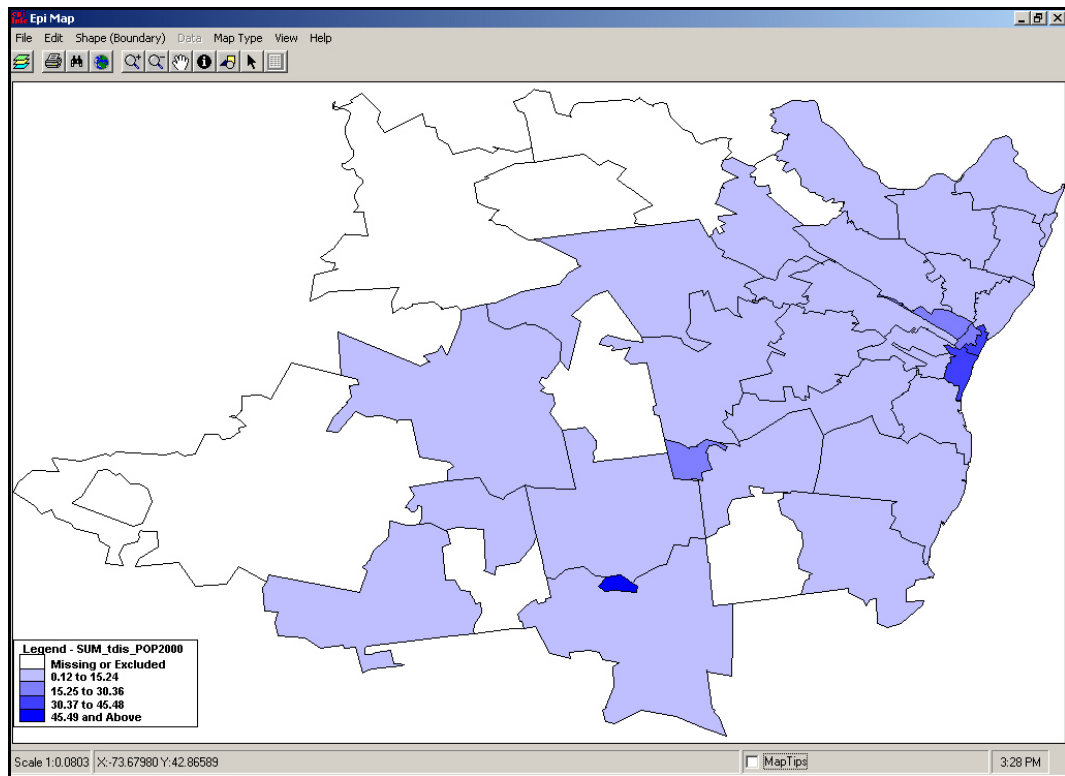 Epi Map
File Edit Shape (Boundary) Data Map Type View Help
Legend - SUM_tdis_POP2000
Missing or Excluded
0.12 to 15.24
15.25 to 30.36
30.37 to 45.48
45.49 and Above
Scale 1:0.0803 X:-73.67980 Y:42.86589 MapTips 3:28 PM